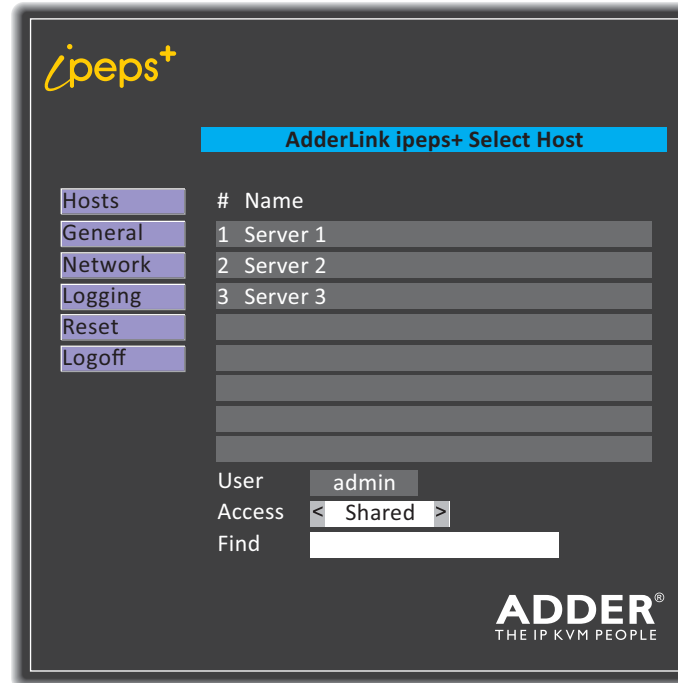 ipeps+
AdderLink ipeps+ Select Host
Hosts
General
Network
Logging
Reset
Logoff
# Name
1 Server 1
2 Server 2
3 Server 3
User admin
Access < Shared >
Find
ADDER®
THE IP KVM PEOPLE